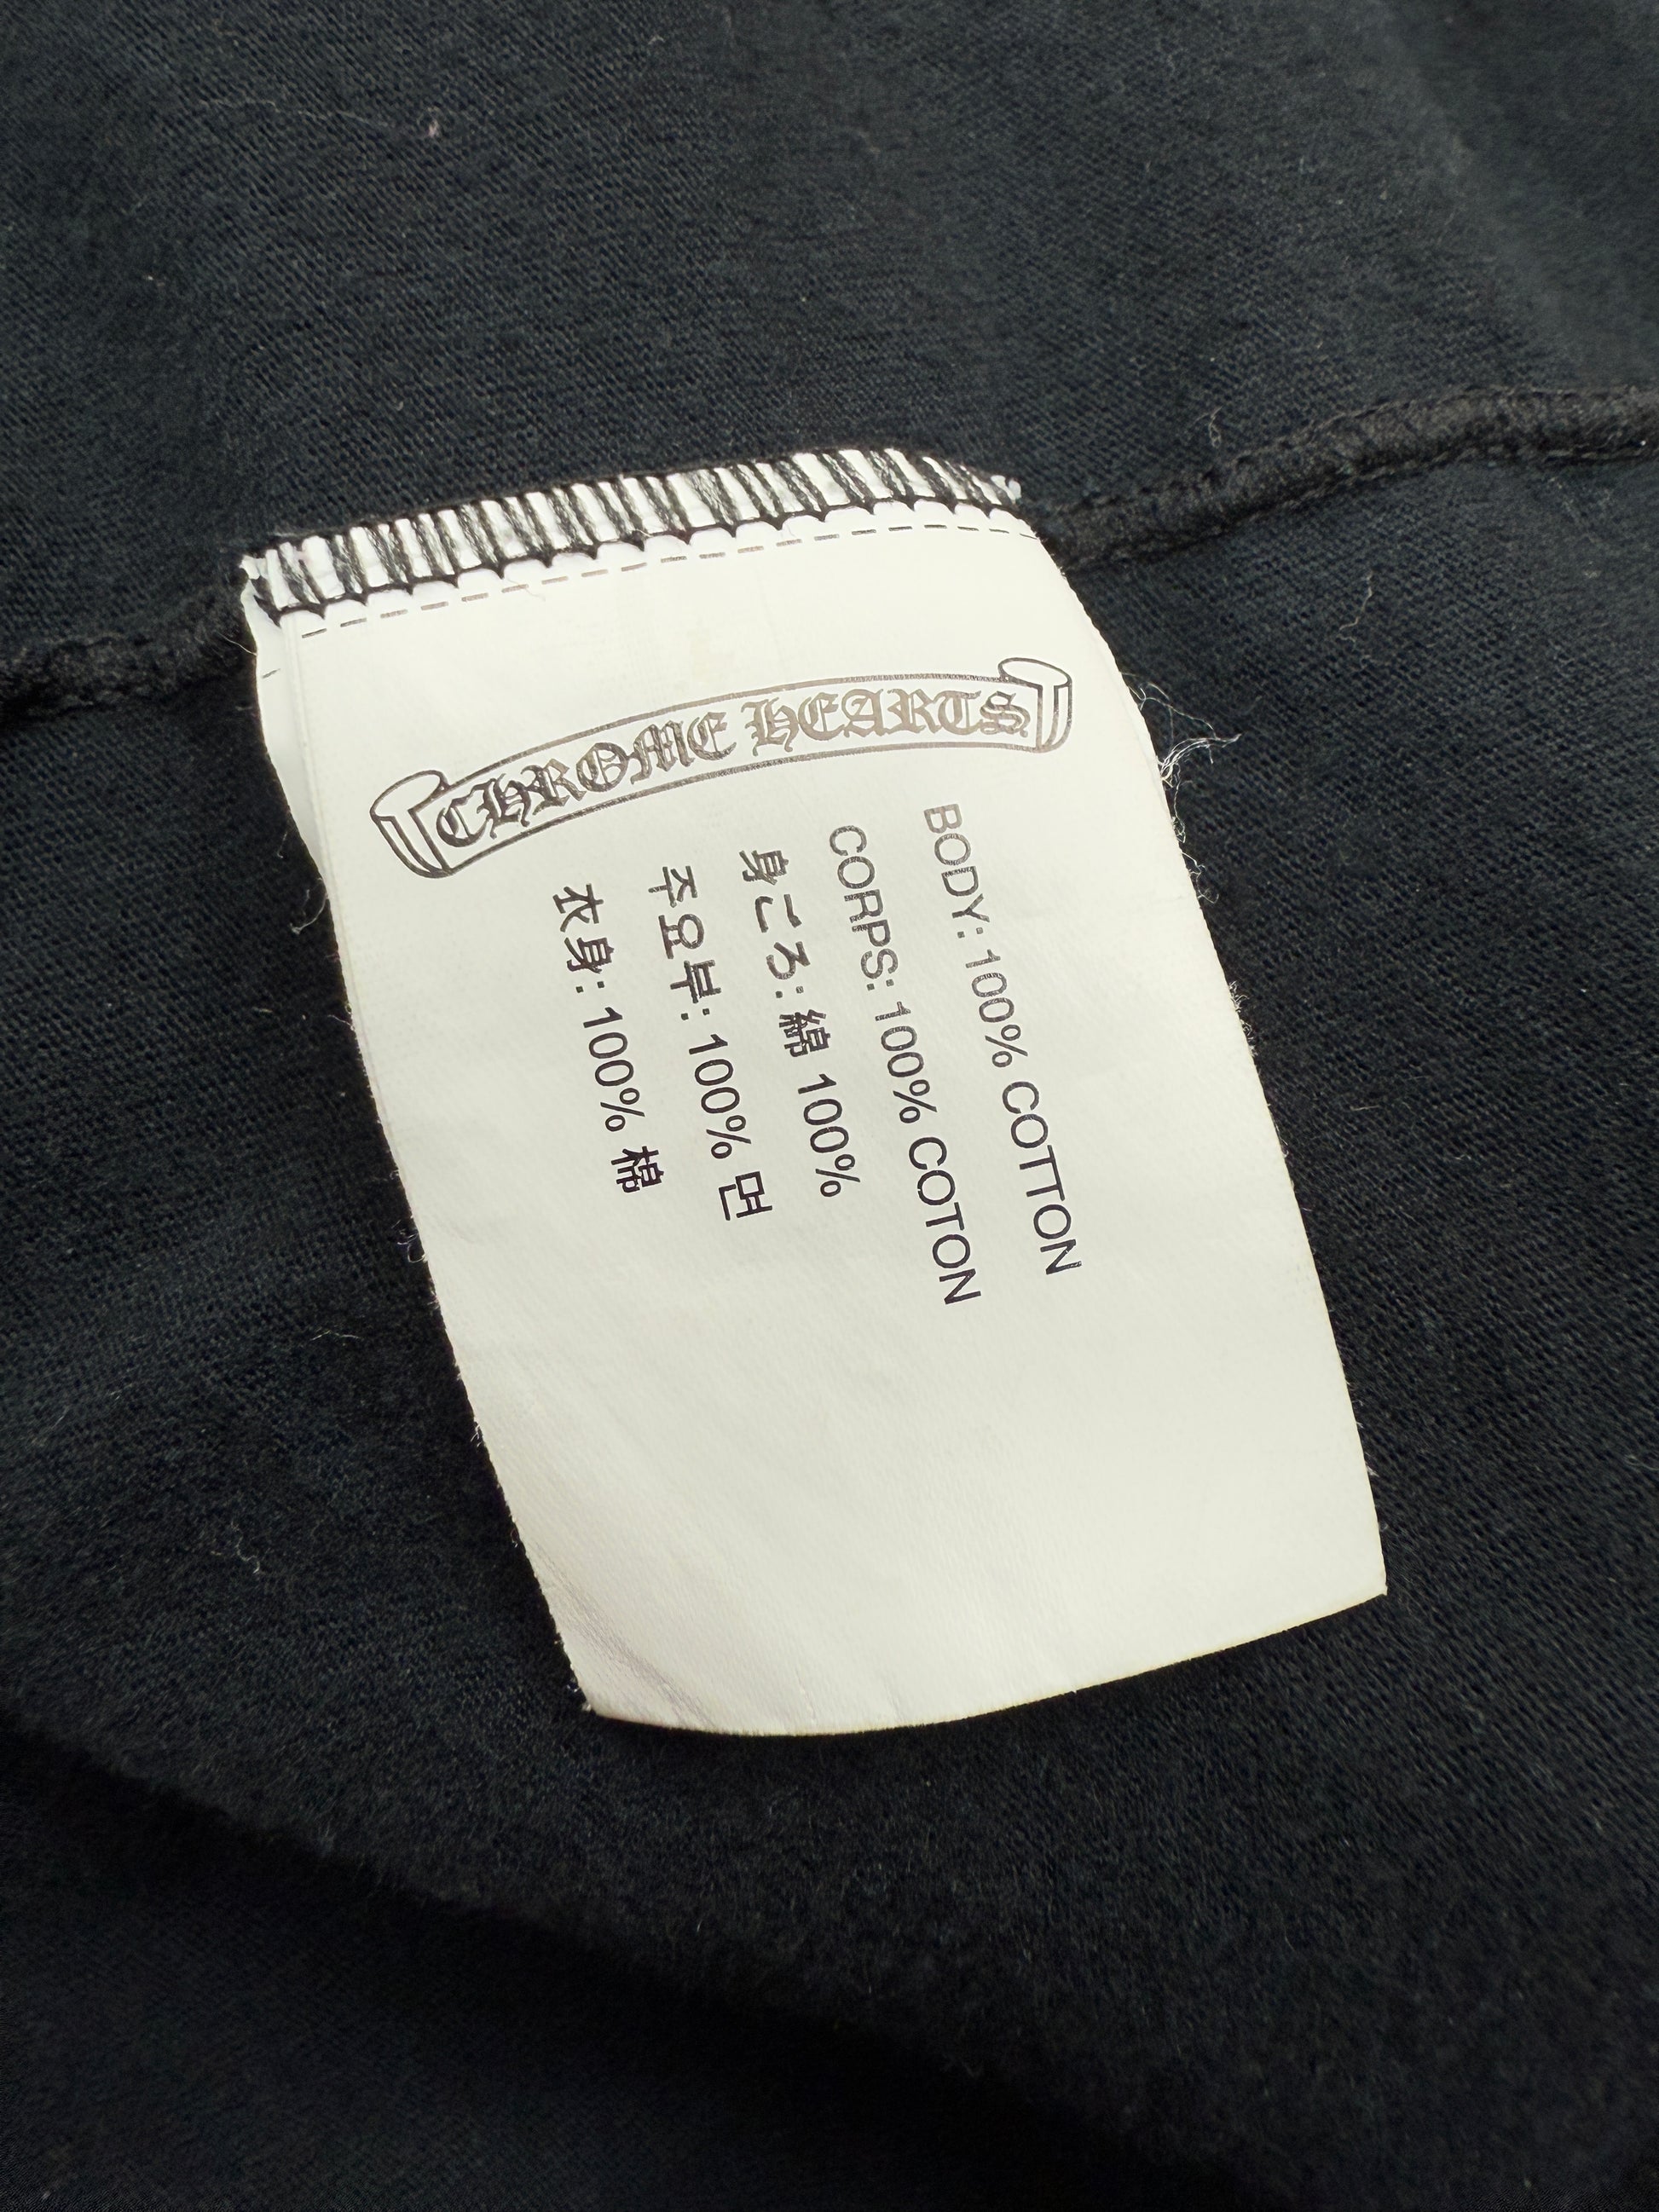 CHROME HEARTS
BODY: 100% COTTON
CORPS: 100% COTON
身ごろ: 綿 100%
주요부: 100% 면
衣身: 100% 棉